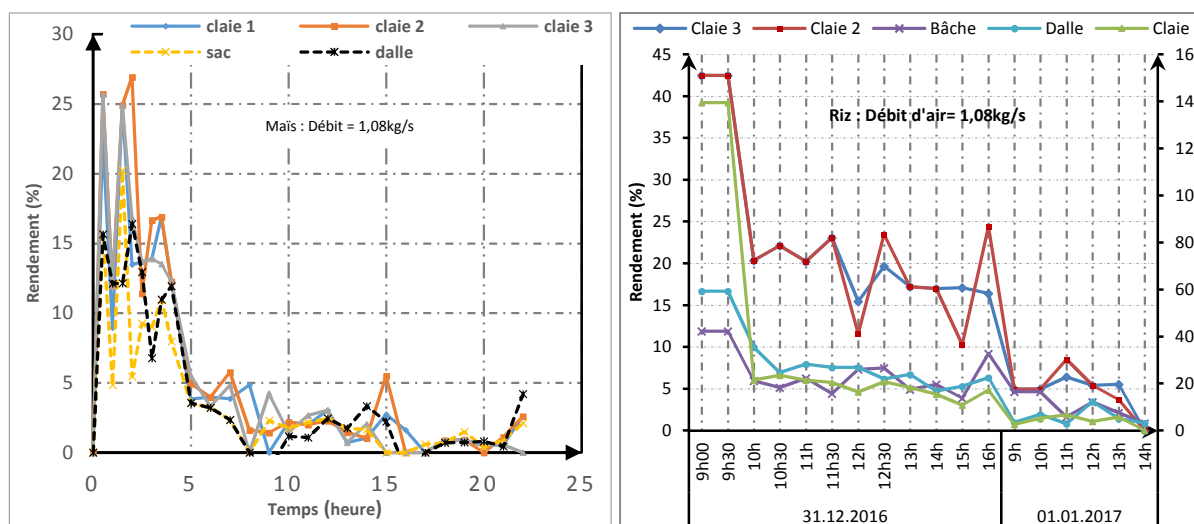 claie 1
claie 2
claie 3
sac
dalle
30
25
20
15
10
5
0
Rendement (%)
Maïs : Débit = 1,08kg/s
0
5
10
15
20
25
Temps (heure)
Claie 3
Claie 2
Bâche
Dalle
Claie
45
40
35
30
25
20
15
10
5
0
Rendement (%)
Riz : Débit d'air= 1,08kg/s
16
14
12
10
80
60
40
20
0
9h00
9h30
10h
10h30
11h
11h30
12h
12h30
13h
14h
15h
16h
9h
10h
11h
12h
13h
14h
31.12.2016
01.01.2017